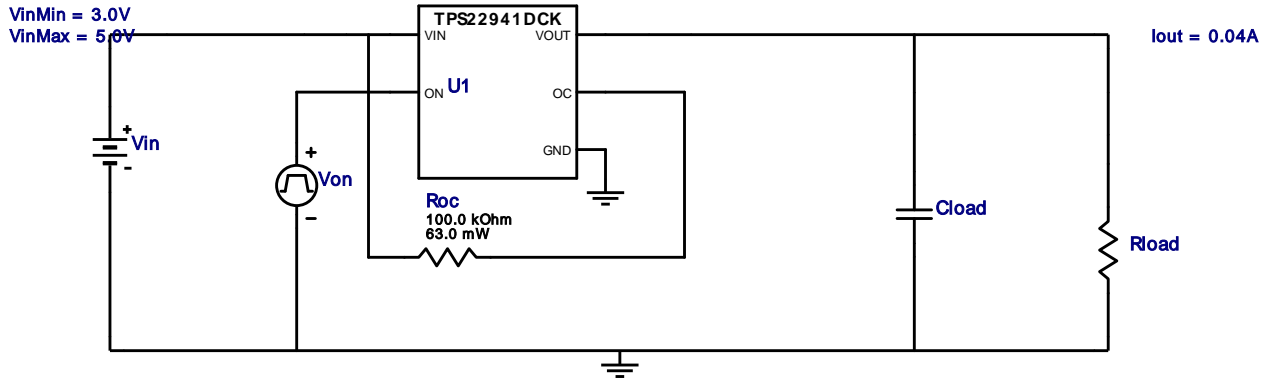 VinMin = 3.0V
VinMax = 5.0V
TPS22941DCK
VIN
VOUT
Iout = 0.04A
ON
U1
OC
Vin
GND
+
-
+
Von
-
Roc
100.0 kOhm
63.0 mW
Cload
Rload